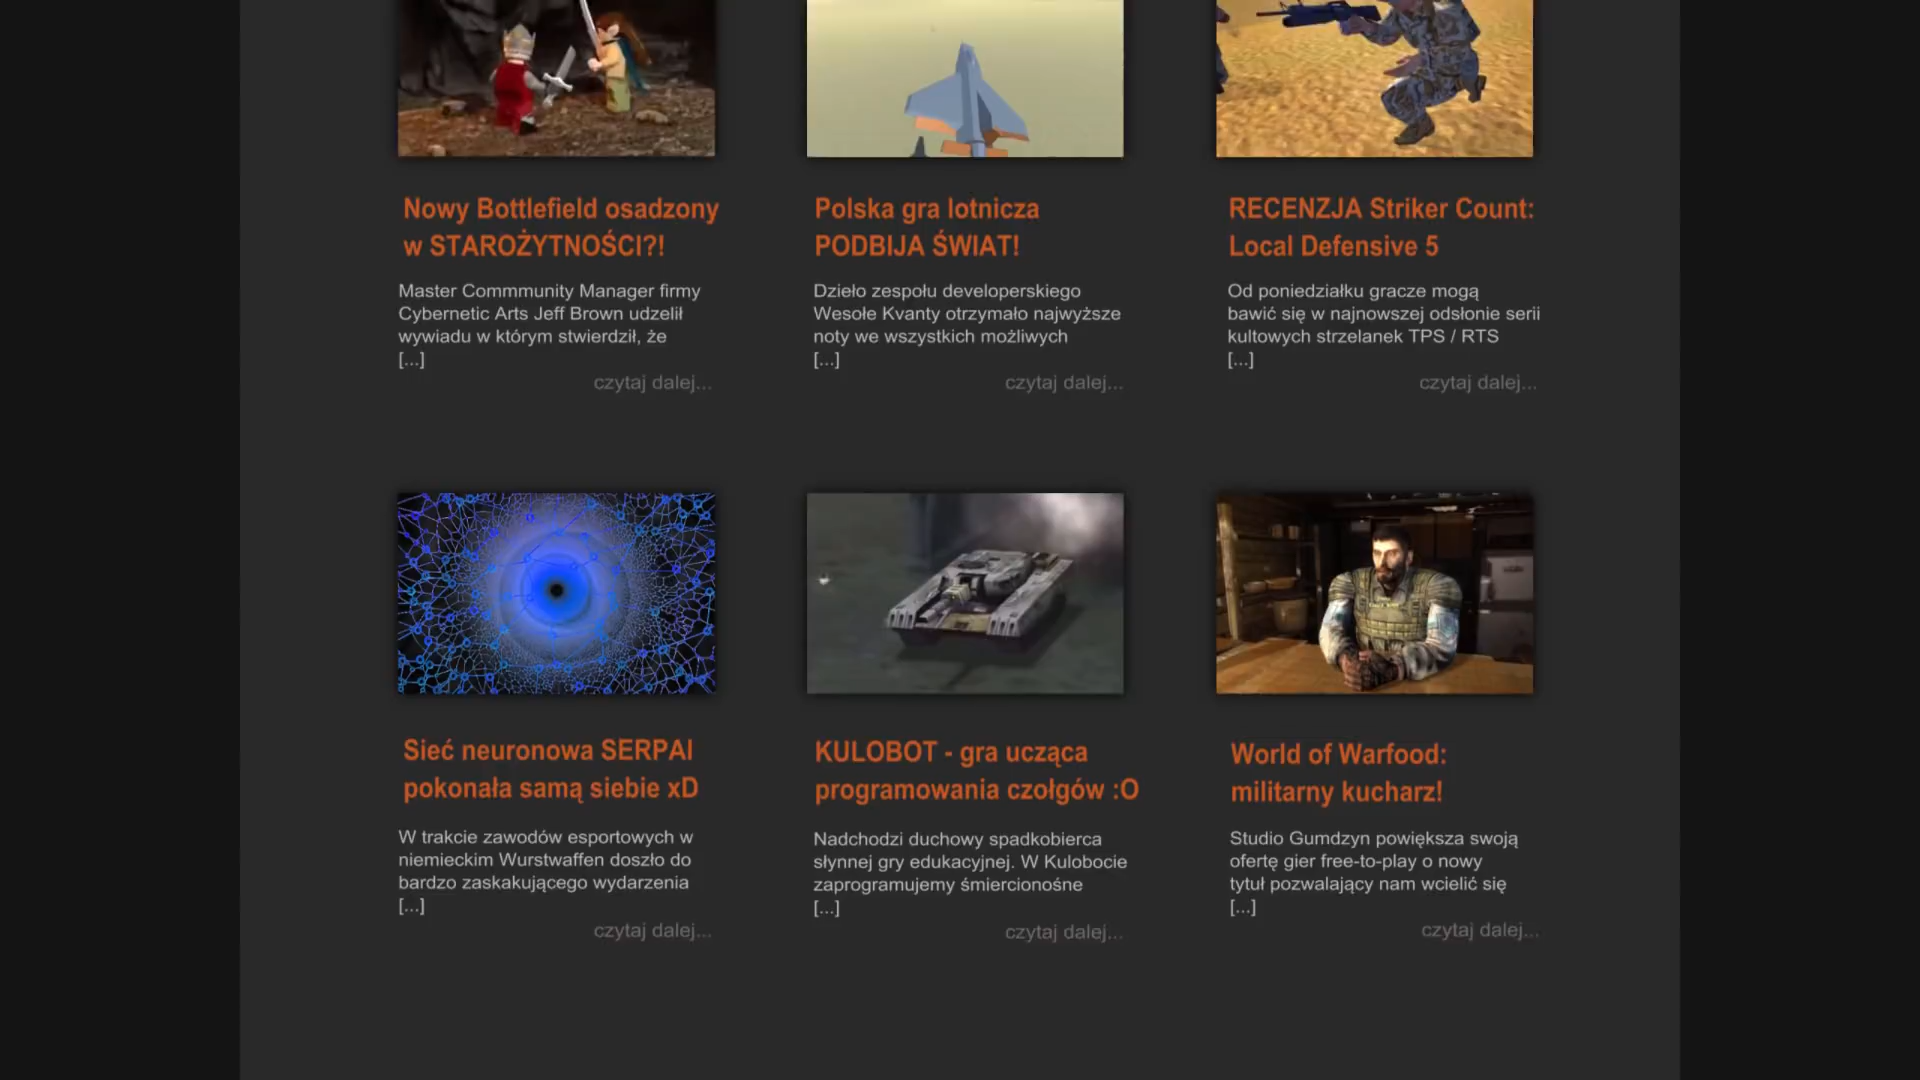 Nowy Bottlefield osadzony
w STAROŻYTNOŚCI?!
Master Commmunity Manager firmy
Cybernetic Arts Jeff Brown udzelił
wywiadu w którym stwierdził, że
[...]
czytaj dalej...
Polska gra lotnicza
PODBIJA ŚWIAT!
Dzieło zespołu developerskiego
Wesołe Kvanty otrzymało najwyższe
noty we wszystkich możliwych
[...]
czytaj dalej...
RECENZJA Striker Count:
Local Defensive 5
Od poniedziałku gracze mogą
bawić się w najnowszej odsłonie serii
kultowych strzelanek TPS / RTS
[...]
czytaj dalej...
Sieć neuronowa SERPAI
pokonała samą siebie xD
W trakcie zawodów esportowych w
niemieckim Wurstwaffen doszło do
bardzo zaskakującego wydarzenia
[...]
czytaj dalej...
KULOBOT - gra ucząca
programowania czołgów :O
Nadchodzi duchowy spadkobierca
słynnej gry edukacyjnej. W Kulobocie
zaprogramujemy śmiercionośne
[...]
czytaj dalej...
World of Warfood:
militarny kucharz!
Studio Gumdzyn powiększa swoją
ofertę gier free-to-play o nowy
tytuł pozwalający nam wcielić się
[...]
czytaj dalej...